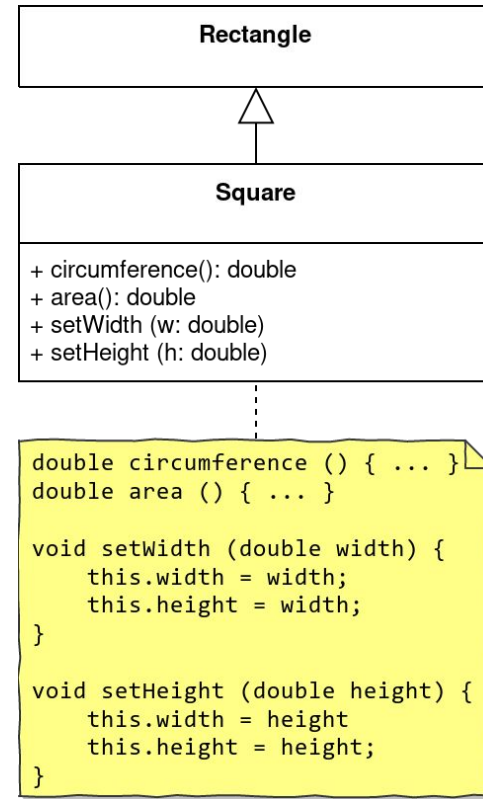 Rectangle
Square
+ circumference(): double
+ area(): double
+ setWidth (w: double)
+ setHeight (h: double)
double circumference () { ... }
double area () { ... }
void setWidth (double width) {
this.width = width;
this.height = width;
}
void setHeight (double height) {
this.width = height
this.height = height;
}